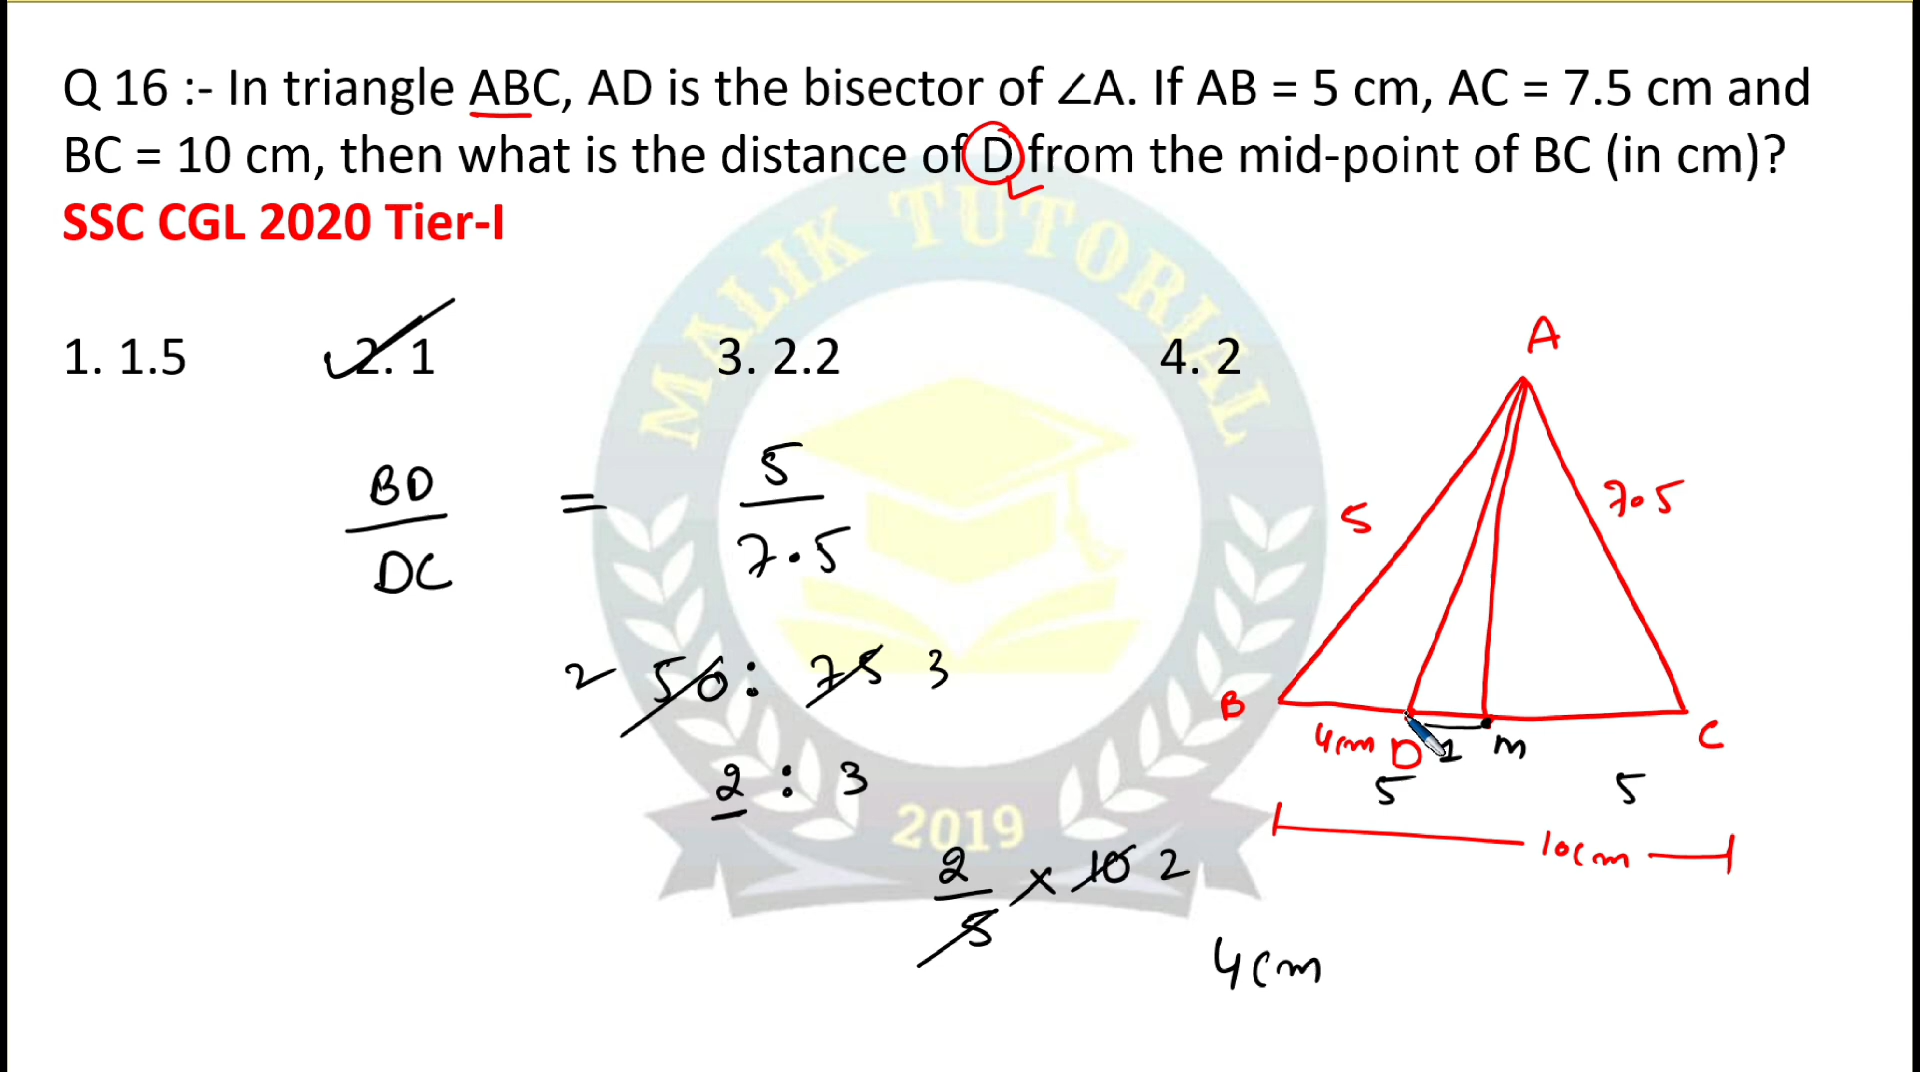 Q 16 :- In triangle ABC, AD is the bisector of ∠A. If AB = 5 cm, AC = 7.5 cm and
BC = 10 cm, then what is the distance of D from the mid-point of BC (in cm)?
SSC CGL 2020 Tier-I
MALIK TUTORIAL
1. 1.5 2. 1 3. 2.2 4. 2
A
BD
DC
=
5
7.5
5
7.5
2 50 : 75 3
B
4cm D 1 m
C
5 5
2 : 3
2019
10cm
2
5
× 10 2
4cm